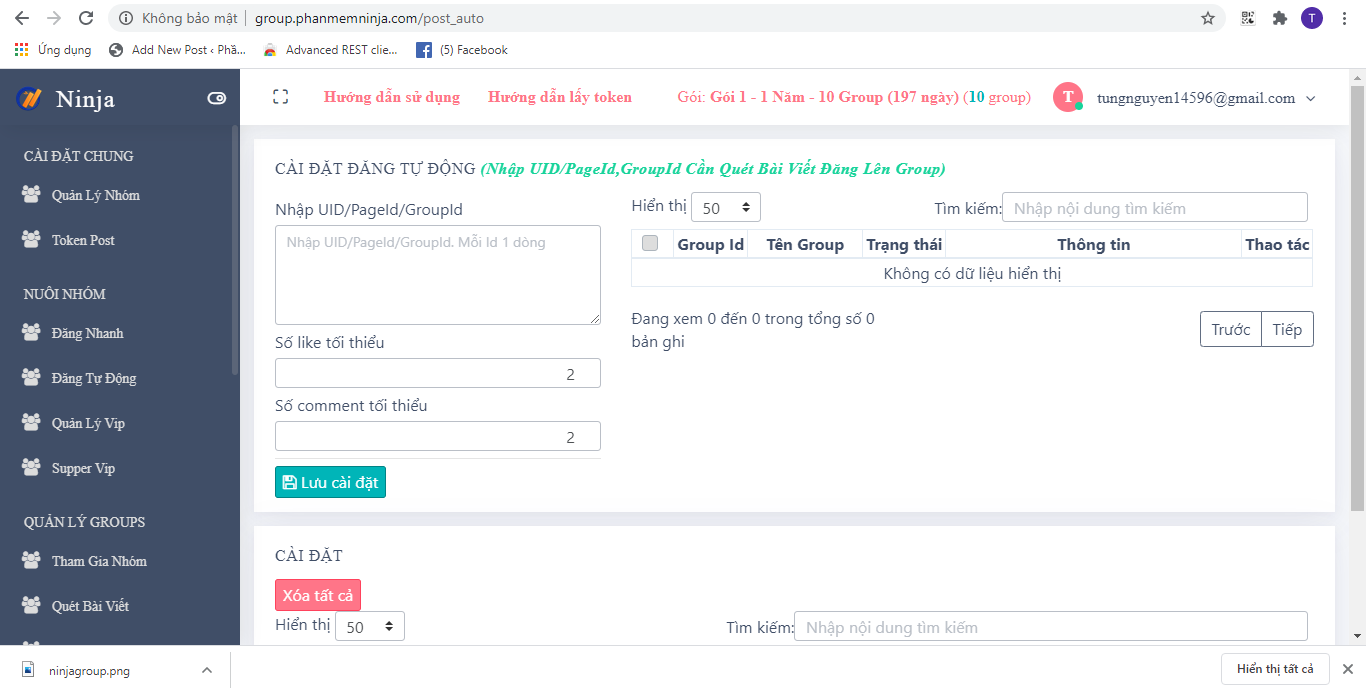 Không bảo mật | group.phanmemninja.com/post_auto
T
Ứng dụng
Add New Post ‹ Phầ...
Advanced REST clie...
(5) Facebook
Ninja
Hướng dẫn sử dụng
Hướng dẫn lấy token
Gói: Gói 1 - 1 Năm - 10 Group (197 ngày) (10 group)
T
tungnguyen14596@gmail.com
CÀI ĐẶT CHUNG
Quản Lý Nhóm
Token Post
NUÔI NHÓM
Đăng Nhanh
Đăng Tự Động
Quản Lý Vip
Supper Vip
QUẢN LÝ GROUPS
Tham Gia Nhóm
Quét Bài Viết
CÀI ĐẶT ĐĂNG TỰ ĐỘNG (Nhập UID/PageId,GroupId Cần Quét Bài Viết Đăng Lên Group)
Nhập UID/PageId/GroupId
Nhập UID/PageId/GroupId. Mỗi Id 1 dòng
Số like tối thiểu
2
Số comment tối thiểu
2
Lưu cài đặt
Hiển thị 50
Tìm kiếm: Nhập nội dung tìm kiếm
Group Id Tên Group Trạng thái Thông tin Thao tác
Không có dữ liệu hiển thị
Đang xem 0 đến 0 trong tổng số 0
bản ghi
Trước Tiếp
CÀI ĐẶT
Xóa tất cả
Hiển thị 50
Tìm kiếm: Nhập nội dung tìm kiếm
ninjagroup.png
Hiển thị tất cả